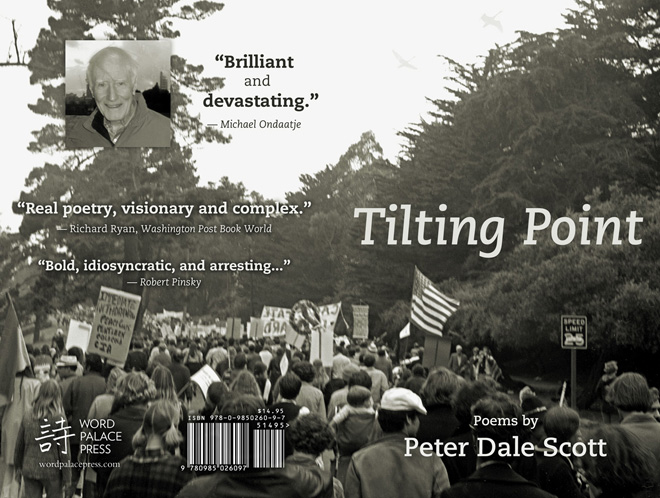 “Brilliant
and
devastating.”
— Michael Ondaatje
“Real poetry, visionary and complex.”
— Richard Ryan, Washington Post Book World
“Bold, idiosyncratic, and arresting...”
— Robert Pinsky
Tilting Point
IMMEDIATE
SPEED
LIMIT
25
Poems by
Peter Dale Scott
詩
WORD
PALACE
PRESS
wordpalacepress.com
$14.95
ISBN 978-0-9850260-9-7
51495>
9 780985 026097